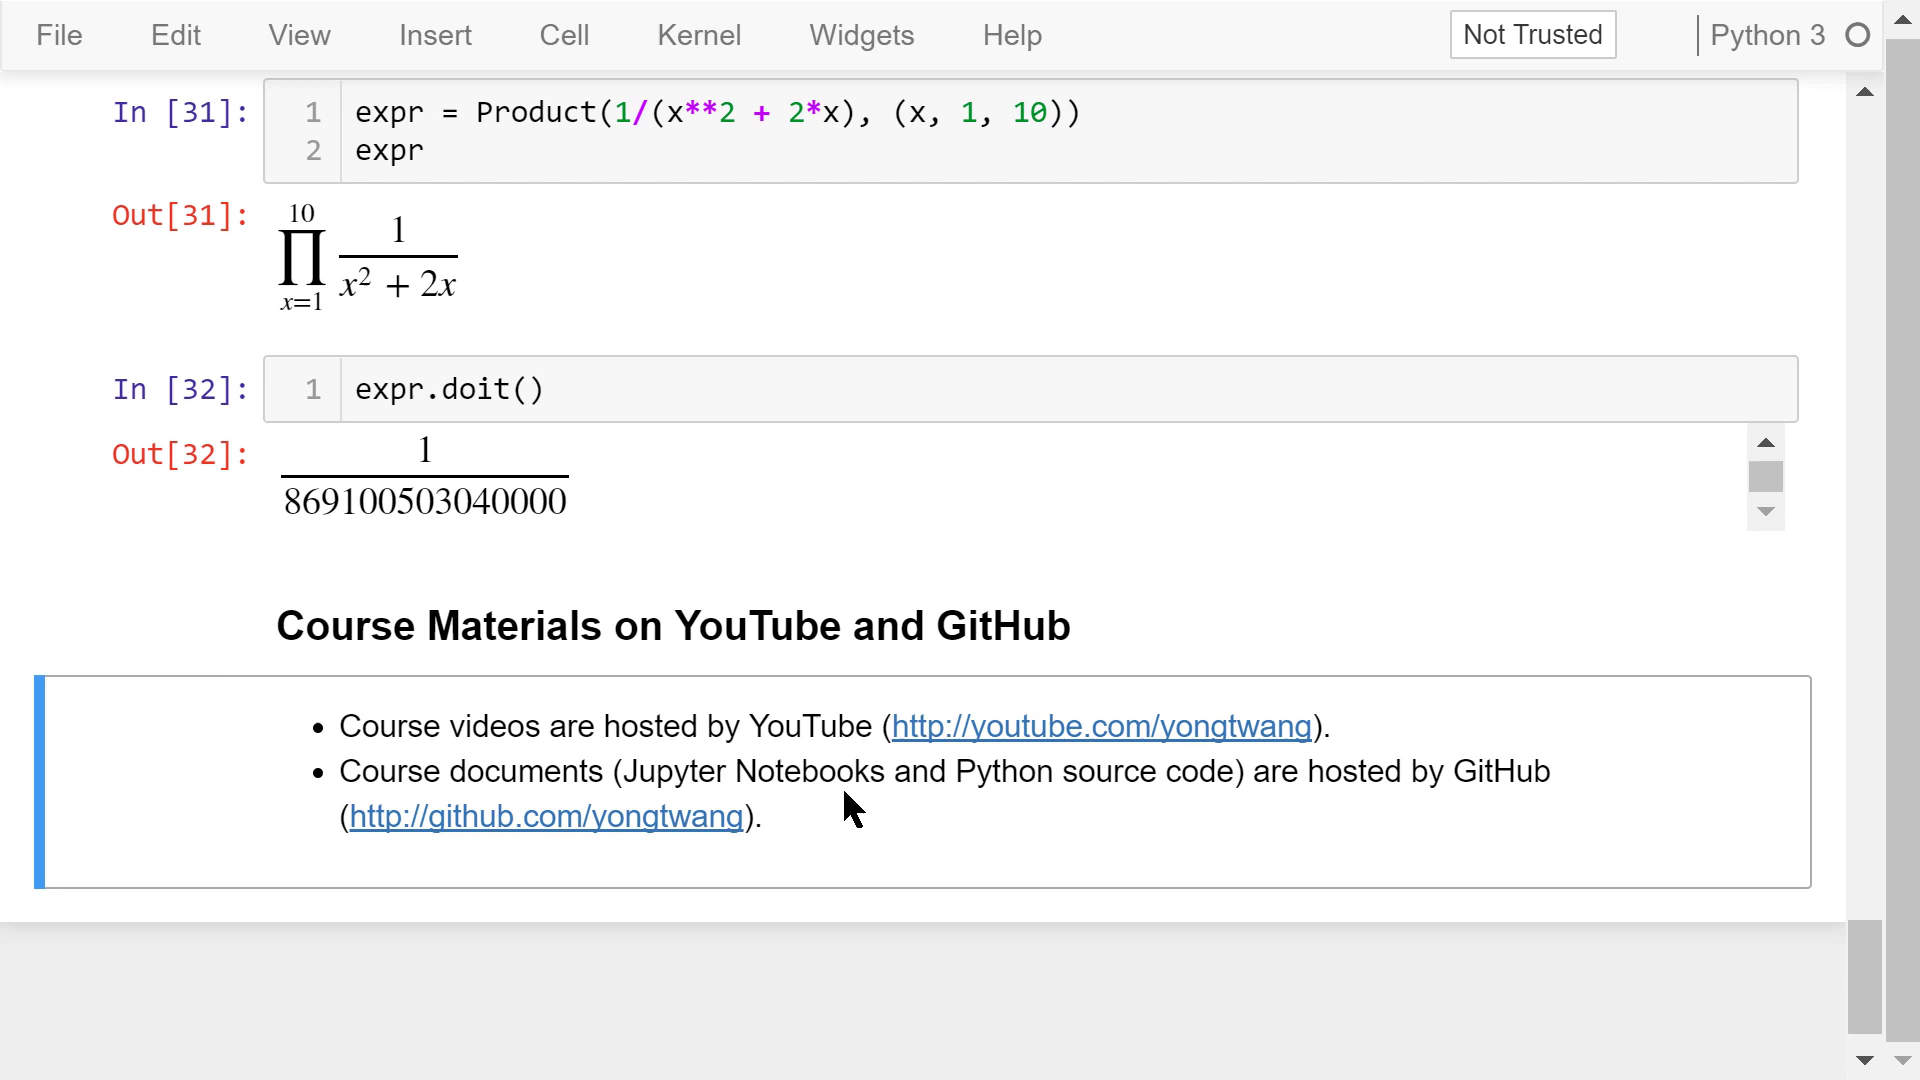 File Edit View Insert Cell Kernel Widgets Help Not Trusted Python 3
In [31]: 1 expr = Product(1/(x**2 + 2*x), (x, 1, 10))
2 expr
Out[31]:
10
∏ 1
x=1 x² + 2x
In [32]: 1 expr.doit()
Out[32]: 1
869100503040000
Course Materials on YouTube and GitHub
• Course videos are hosted by YouTube (http://youtube.com/yongtwang).
• Course documents (Jupyter Notebooks and Python source code) are hosted by GitHub
(http://github.com/yongtwang).